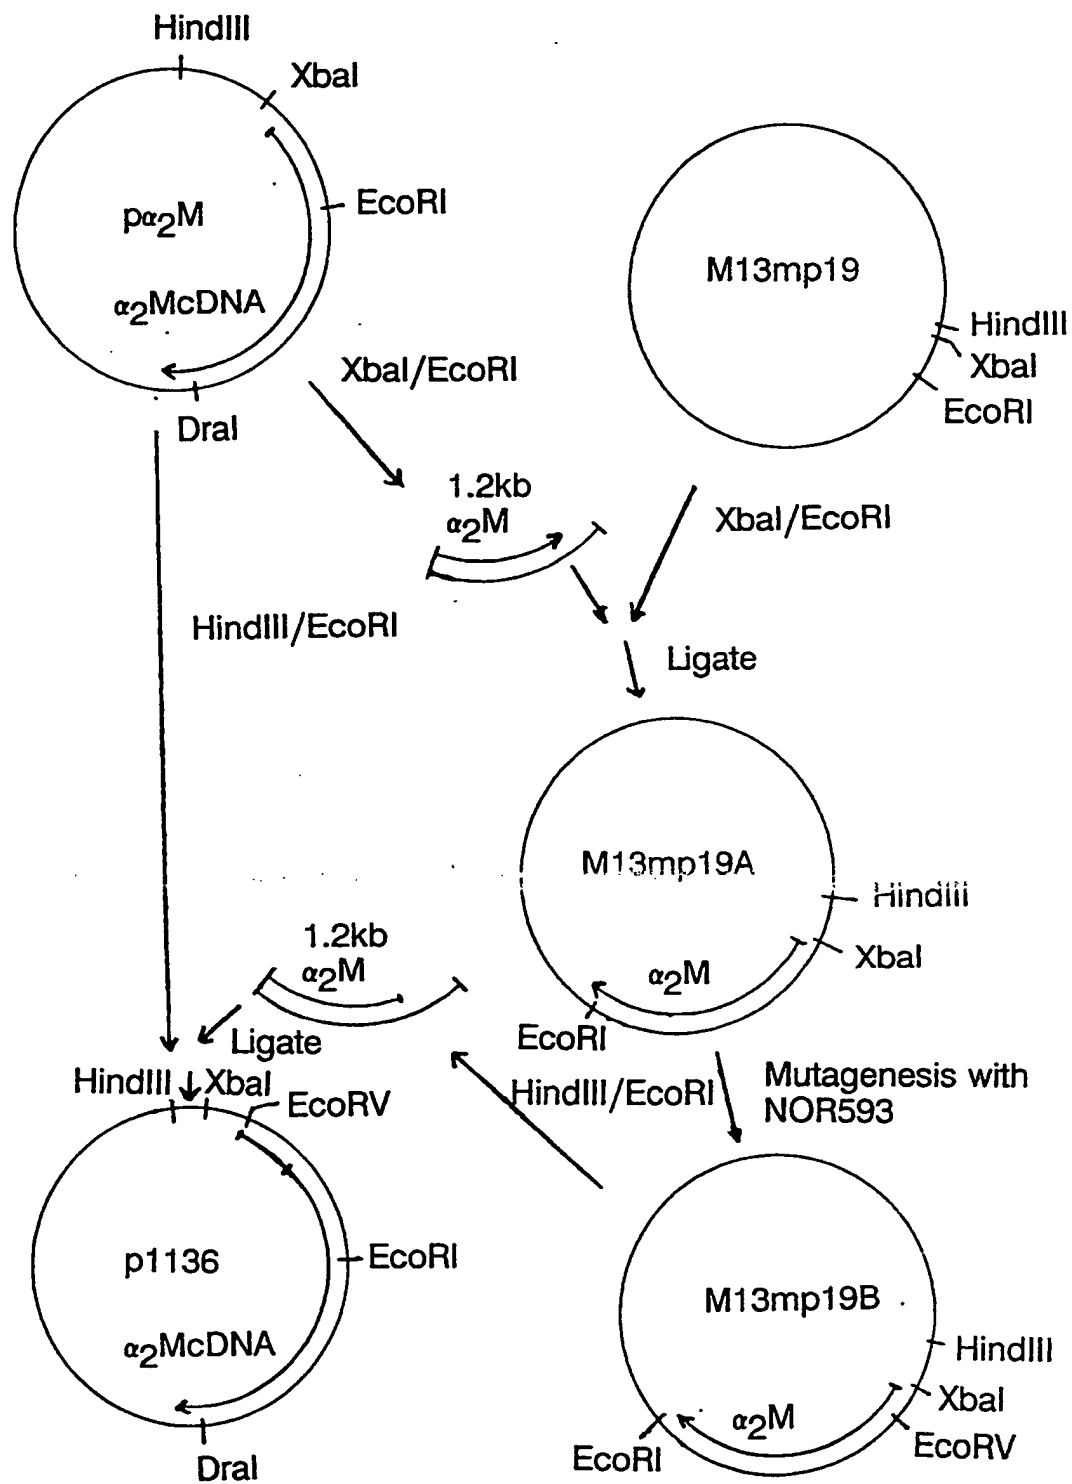 HindIII
XbaI
EcoRI
pα2M
α2McDNA
DraI
M13mp19
HindIII
XbaI
EcoRI
XbaI/EcoRI
1.2kb
α2M
XbaI/EcoRI
HindIII/EcoRI
Ligate
M13mp19A
HindIII
XbaI
α2M
EcoRI
1.2kb
α2M
Ligate
HindIII/EcoRI
Mutagenesis with
NOR593
HindIII
XbaI
EcoRV
EcoRI
p1136
α2McDNA
DraI
M13mp19B
HindIII
XbaI
EcoRV
α2M
EcoRI